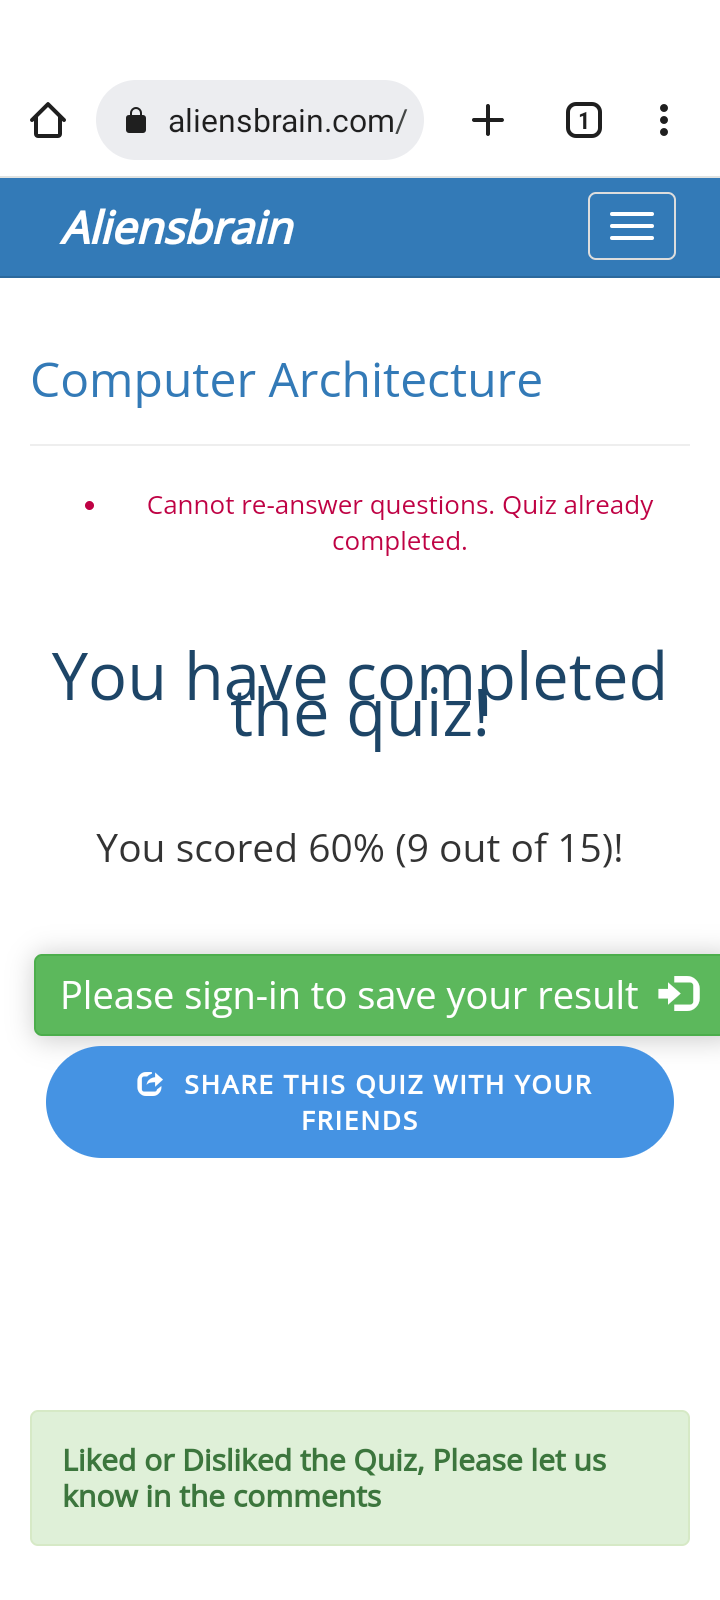 aliensbrain.com/
1
Aliensbrain
Computer Architecture
Cannot re-answer questions. Quiz already
completed.
You have completed
the quiz!
You scored 60% (9 out of 15)!
Please sign-in to save your result
SHARE THIS QUIZ WITH YOUR
FRIENDS
Liked or Disliked the Quiz, Please let us
know in the comments